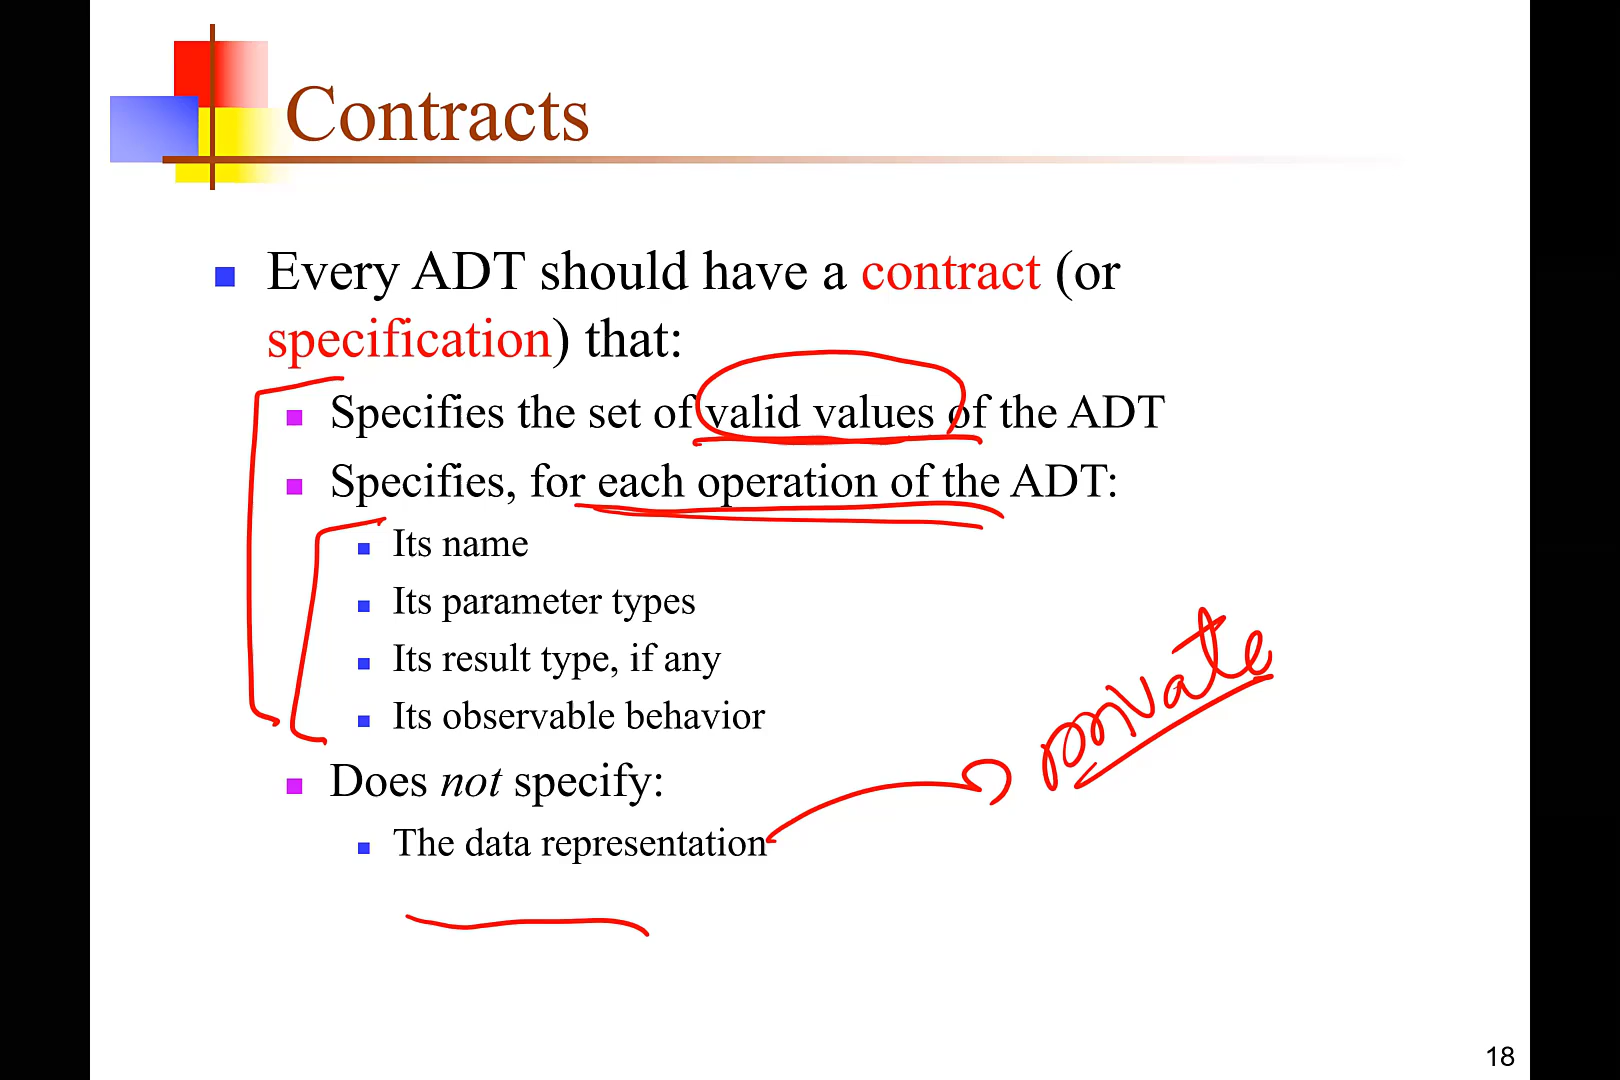 Contracts
Every ADT should have a contract (or
specification) that:
Specifies the set of valid values of the ADT
Specifies, for each operation of the ADT:
Its name
Its parameter types
Its result type, if any
Its observable behavior
Does not specify:
The data representation
private
18